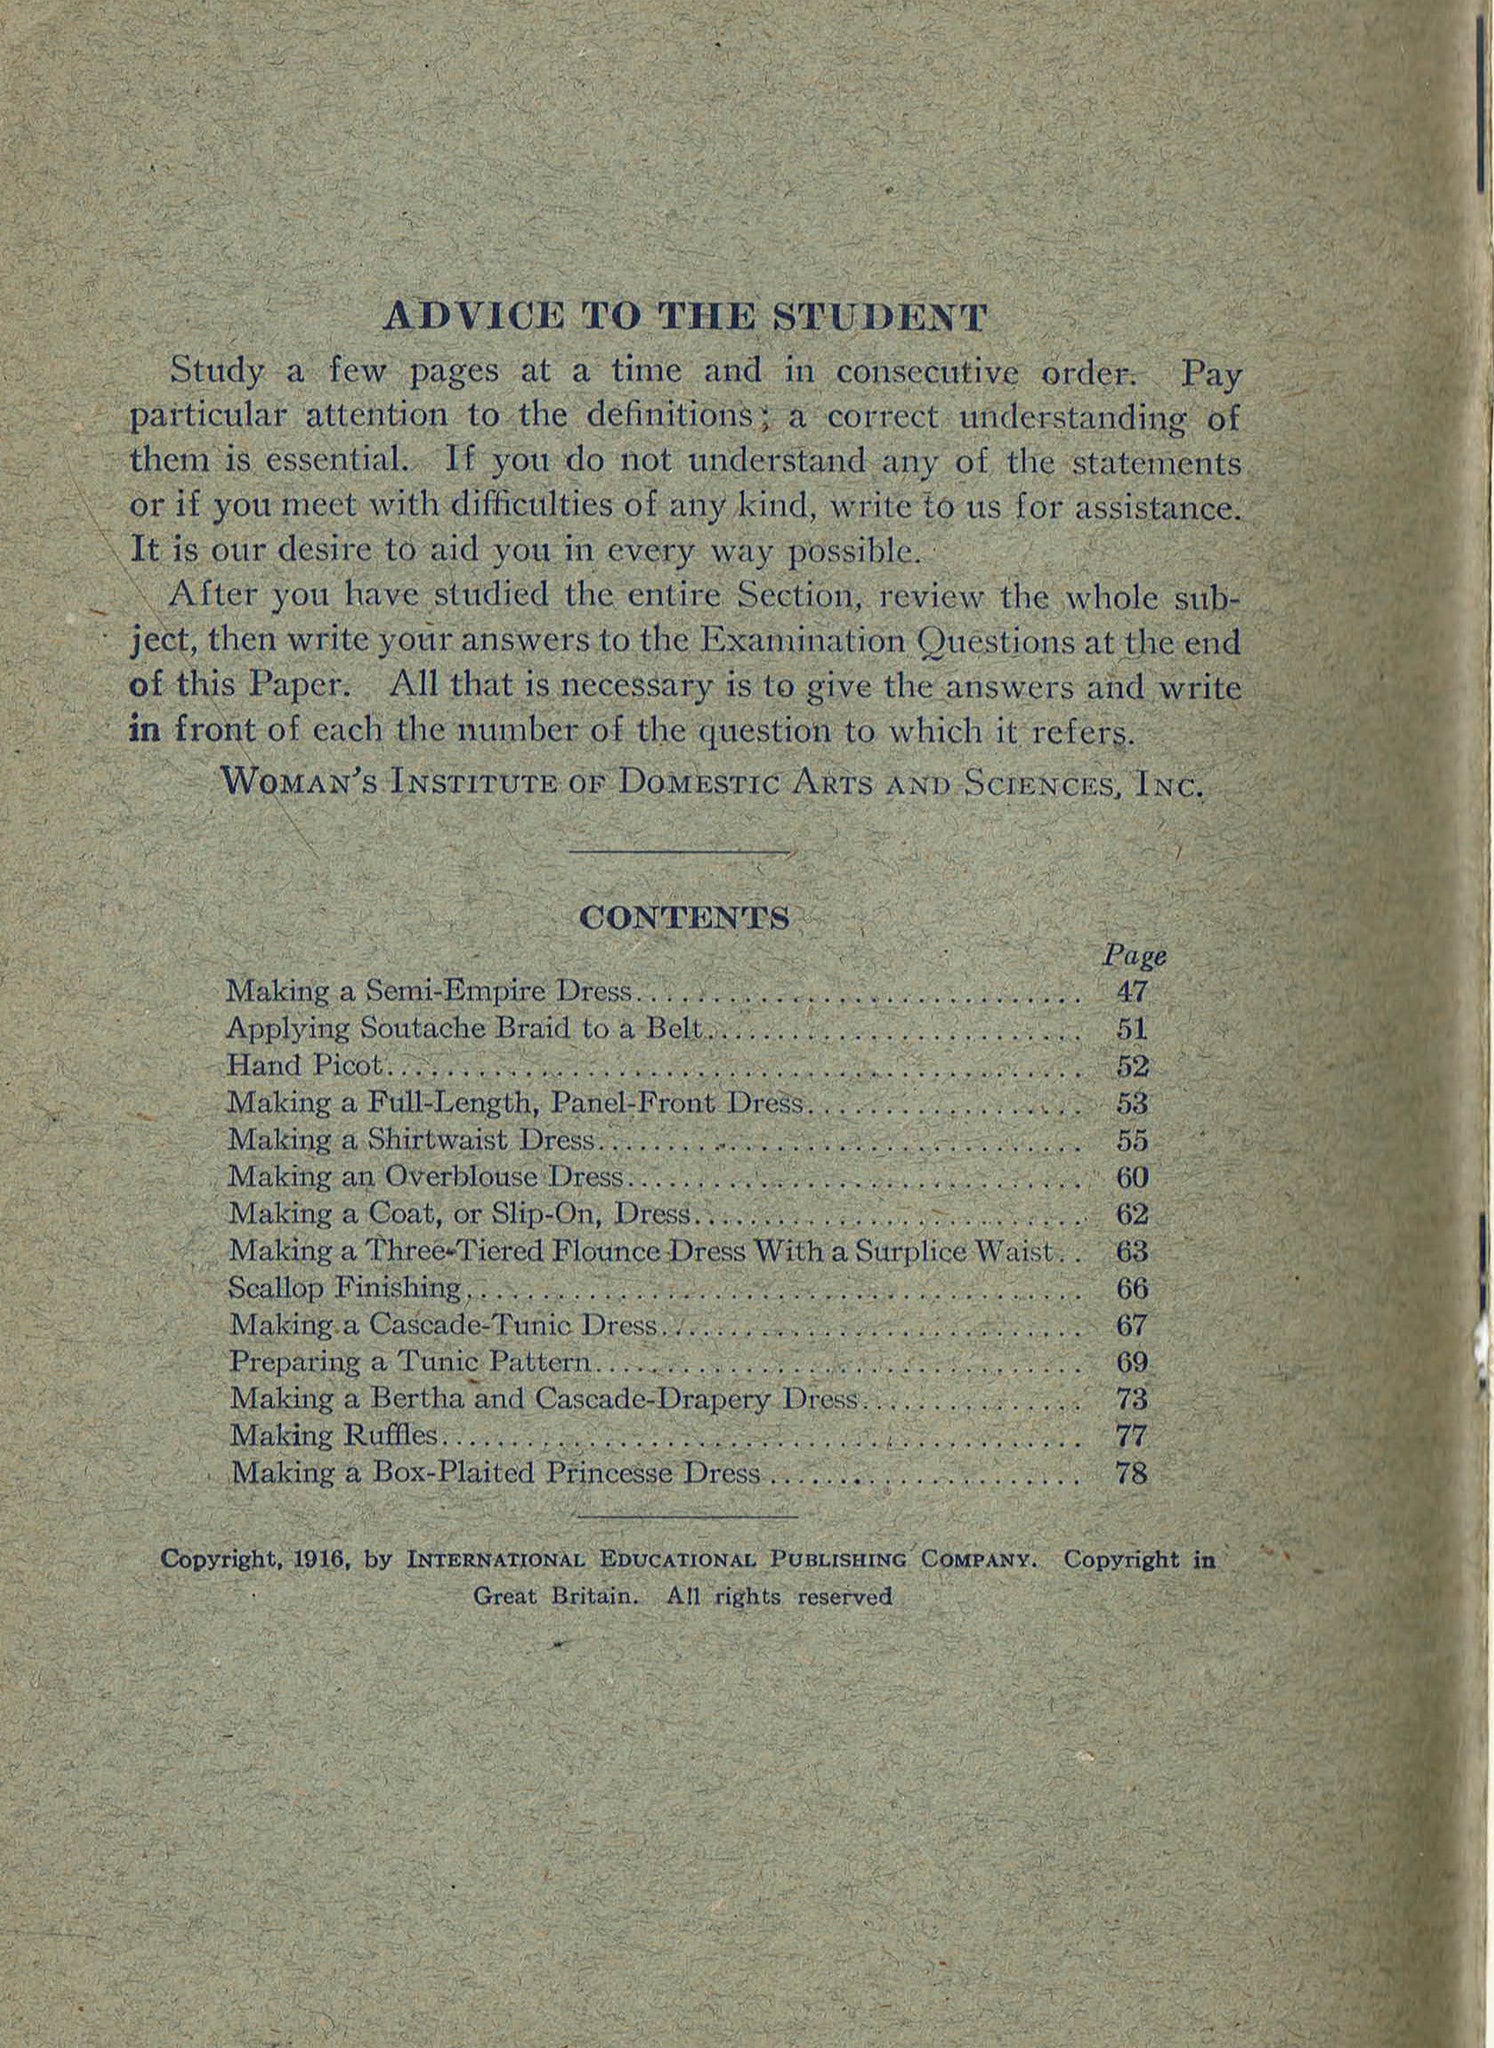 ADVICE TO THE STUDENT
Study a few pages at a time and in consecutive order. Pay
particular attention to the definitions; a correct understanding of
them is essential. If you do not understand any of the statements
or if you meet with difficulties of any kind, write to us for assistance.
It is our desire to aid you in every way possible.
After you have studied the entire Section, review the whole sub-
ject, then write your answers to the Examination Questions at the end
of this Paper. All that is necessary is to give the answers and write
in front of each the number of the question to which it refers.
WOMAN'S INSTITUTE OF DOMESTIC ARTS AND SCIENCES, INC.
CONTENTS
Page
Making a Semi-Empire Dress............................ 47
Applying Soutache Braid to a Belt........................ 51
Hand Picot............................................ 52
Making a Full-Length, Panel-Front Dress.................. 53
Making a Shirtwaist Dress............................... 55
Making an Overblouse Dress............................. 60
Making a Coat, or Slip-On, Dress......................... 62
Making a Three-Tiered Flounce Dress With a Surplice Waist.. 63
Scallop Finishing....................................... 66
Making a Cascade-Tunic Dress........................... 67
Preparing a Tunic Pattern............................... 69
Making a Bertha and Cascade-Drapery Dress.............. 73
Making Ruffles......................................... 77
Making a Box-Plaited Princesse Dress.................... 78
Copyright, 1916, by INTERNATIONAL EDUCATIONAL PUBLISHING COMPANY. Copyright in
Great Britain. All rights reserved